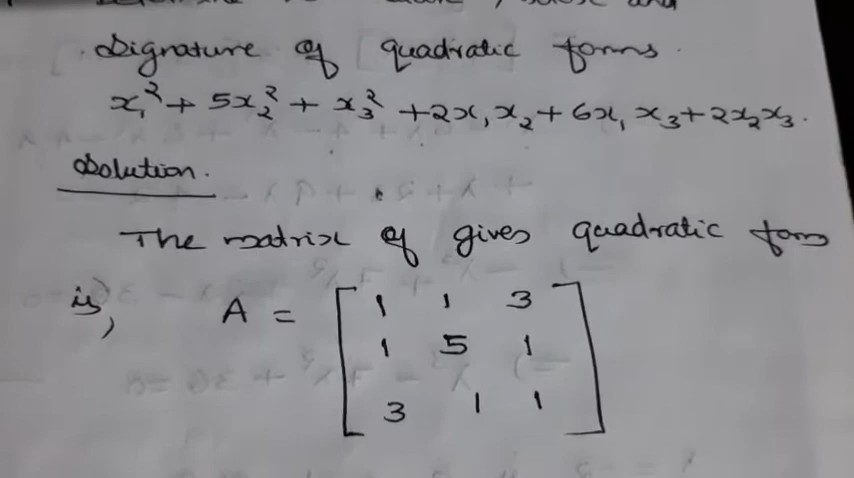 and
Signature of quadratic forms.
x₁² + 5x₂² + x₃² + 2x₁x₂ + 6x₁x₃ + 2x₂x₃.
Solution.
The matrix of given quadratic form
is, A = [ 1 1 3
1 5 1
3 1 1 ]